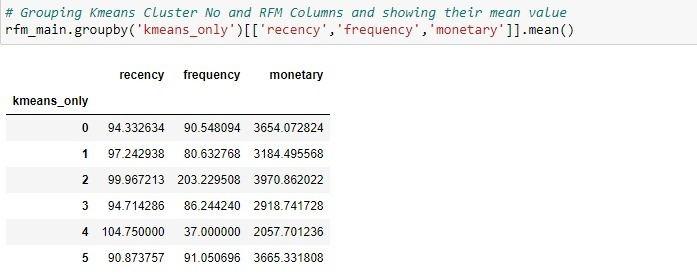 # Grouping Kmeans Cluster No and RFM Columns and showing their mean value
rfm_main.groupby('kmeans_only')[['recency','frequency','monetary']].mean()
recency frequency monetary
kmeans_only
0 94.332634 90.548094 3654.072824
1 97.242938 80.632768 3184.495568
2 99.967213 203.229508 3970.862022
3 94.714286 86.244240 2918.741728
4 104.750000 37.000000 2057.701236
5 90.873757 91.050696 3665.331808